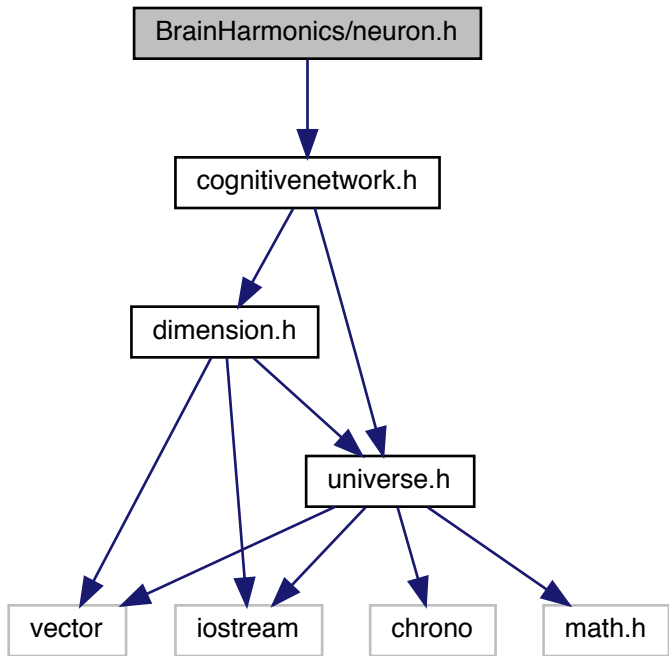 BrainHarmonics/neuron.h
cognitivenetwork.h
dimension.h
universe.h
vector
iostream
chrono
math.h